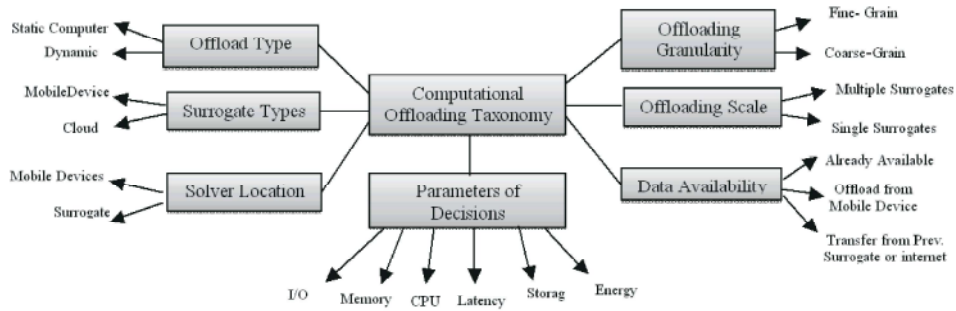 Static Computer
Dynamic
Offload Type
MobileDevice
Cloud
Surrogate Types
Mobile Devices
Surrogate
Solver Location
Computational
Offloading Taxonomy
Parameters of
Decisions
I/O
Memory
CPU
Latency
Storag
Energy
Offloading
Granularity
Fine- Grain
Coarse-Grain
Offloading Scale
Multiple Surrogates
Single Surrogates
Data Availability
Already Available
Offload from
Mobile Device
Transfer from Prev.
Surrogate or internet